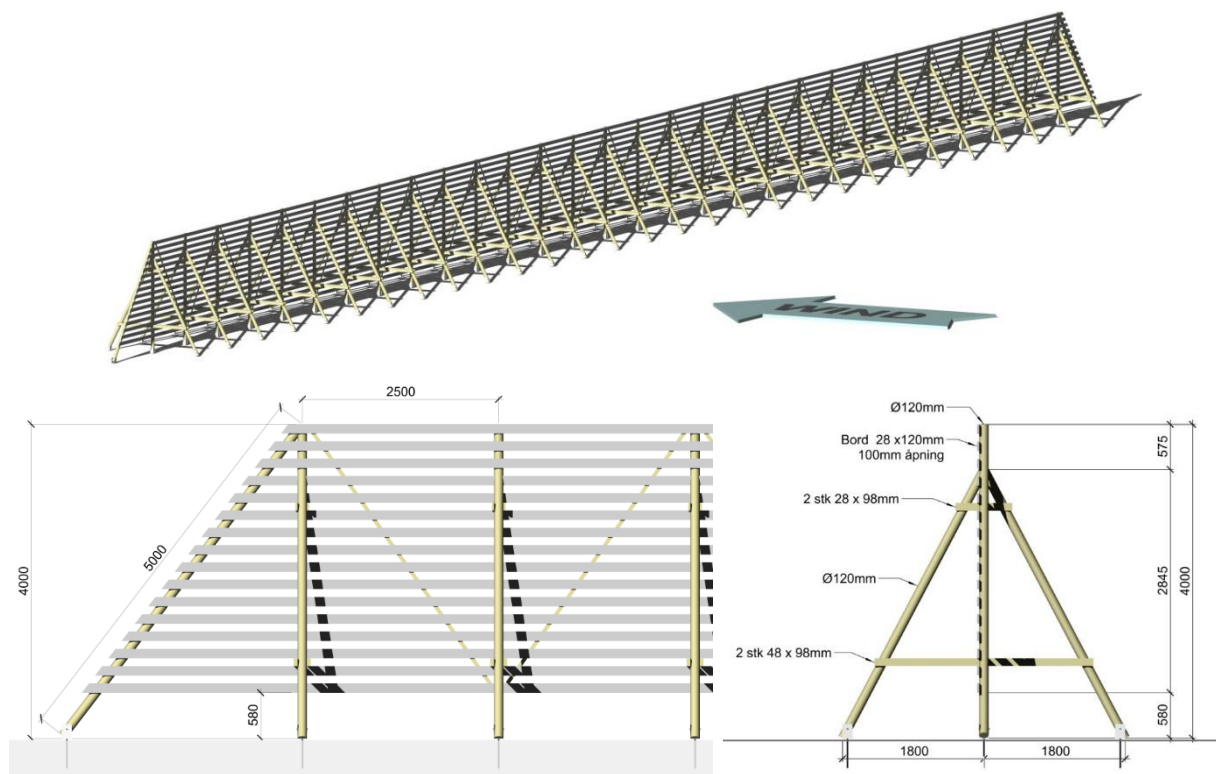 WIND
2500
4000
5000
580
Ø120mm
Bord 28 x120mm
100mm åpning
2 stk 28 x 98mm
Ø120mm
2 stk 48 x 98mm
575
2845
4000
580
1800
1800